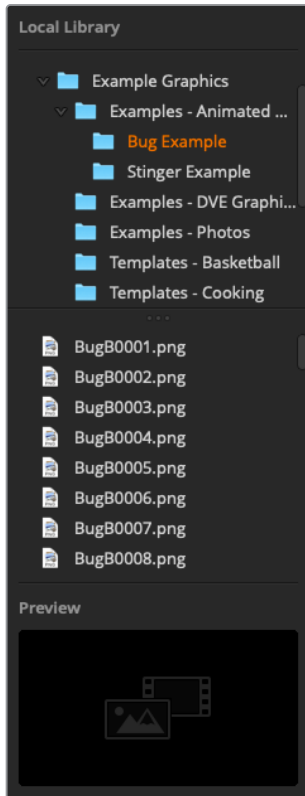 Local Library
Example Graphics
Examples - Animated ...
Bug Example
Stinger Example
Examples - DVE Graphi...
Examples - Photos
Templates - Basketball
Templates - Cooking
BugB0001.png
BugB0002.png
BugB0003.png
BugB0004.png
BugB0005.png
BugB0006.png
BugB0007.png
BugB0008.png
Preview